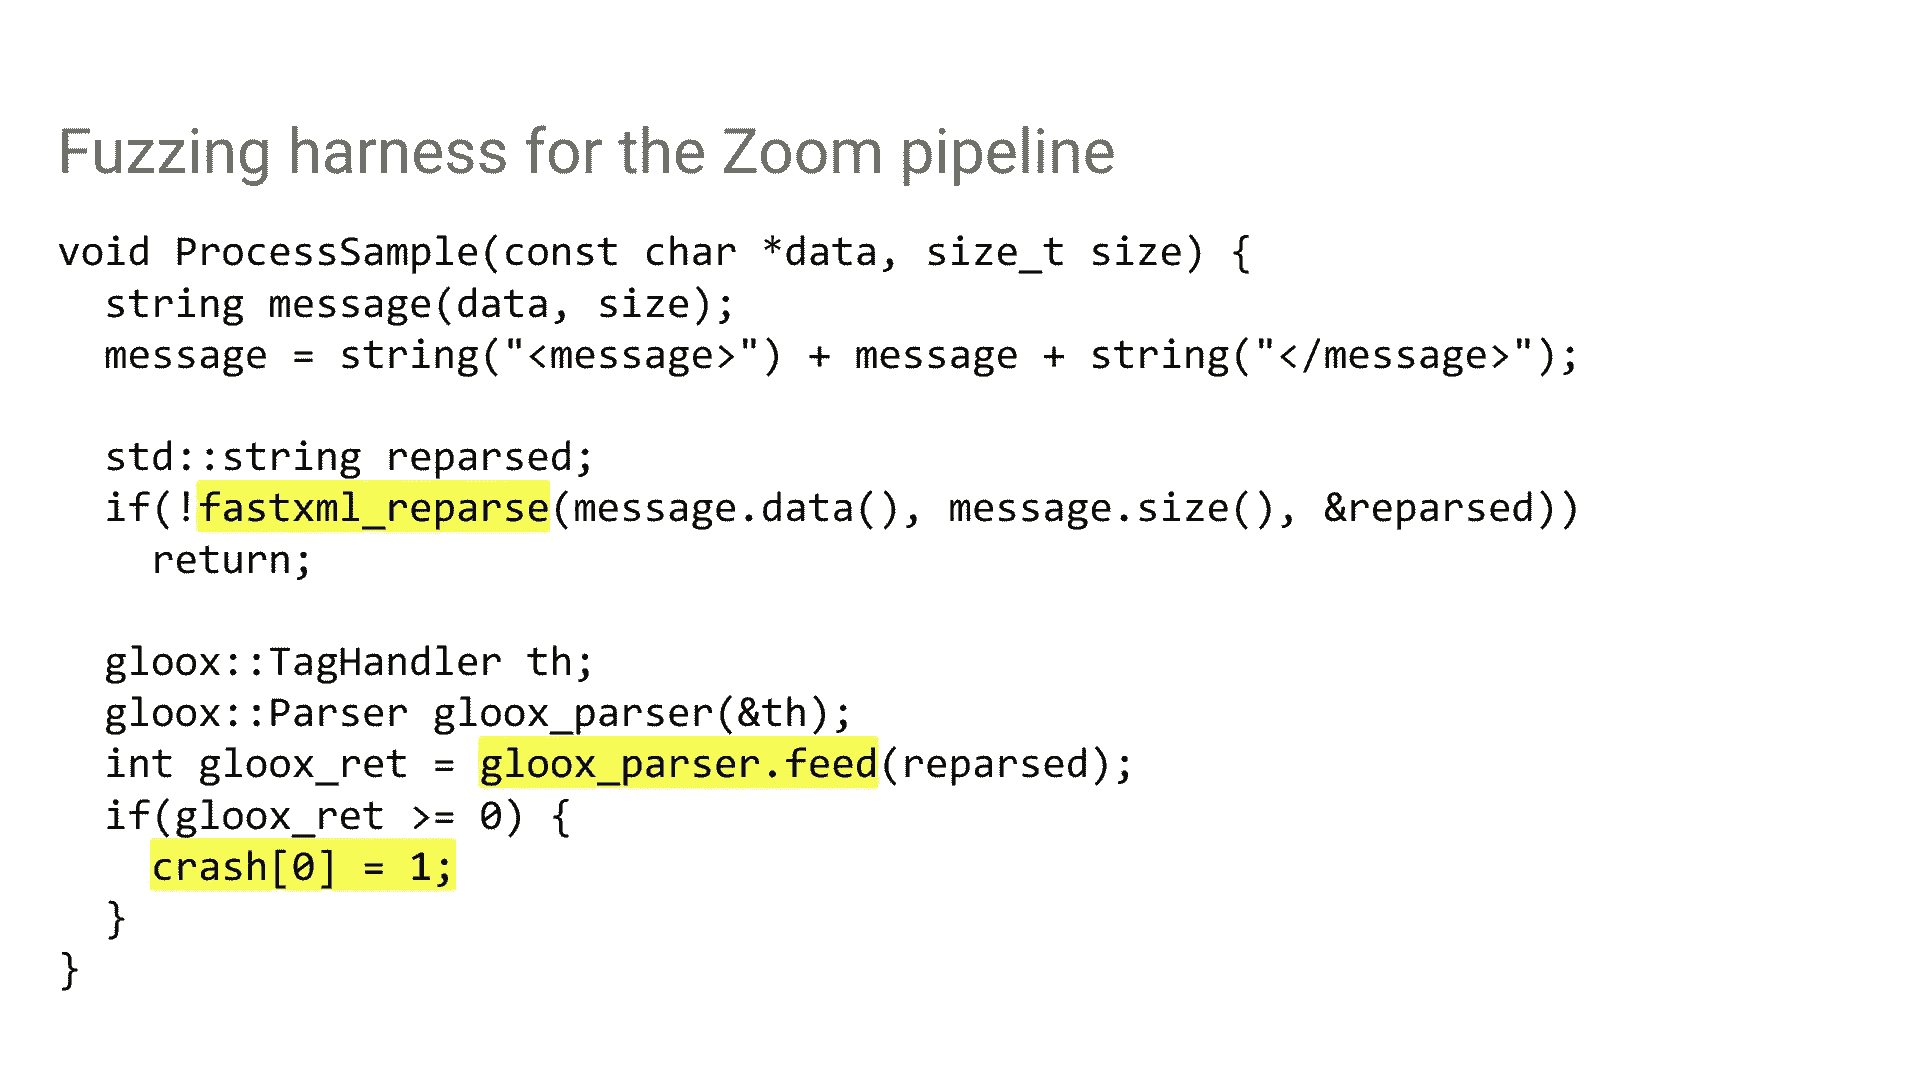 Fuzzing harness for the Zoom pipeline
void ProcessSample(const char *data, size_t size) {
string message(data, size);
message = string("<message>") + message + string("</message>");
std::string reparsed;
if(!fastxml_reparse(message.data(), message.size(), &reparsed))
return;
gloox::TagHandler th;
gloox::Parser gloox_parser(&th);
int gloox_ret = gloox_parser.feed(reparsed);
if(gloox_ret >= 0) {
crash[0] = 1;
}
}